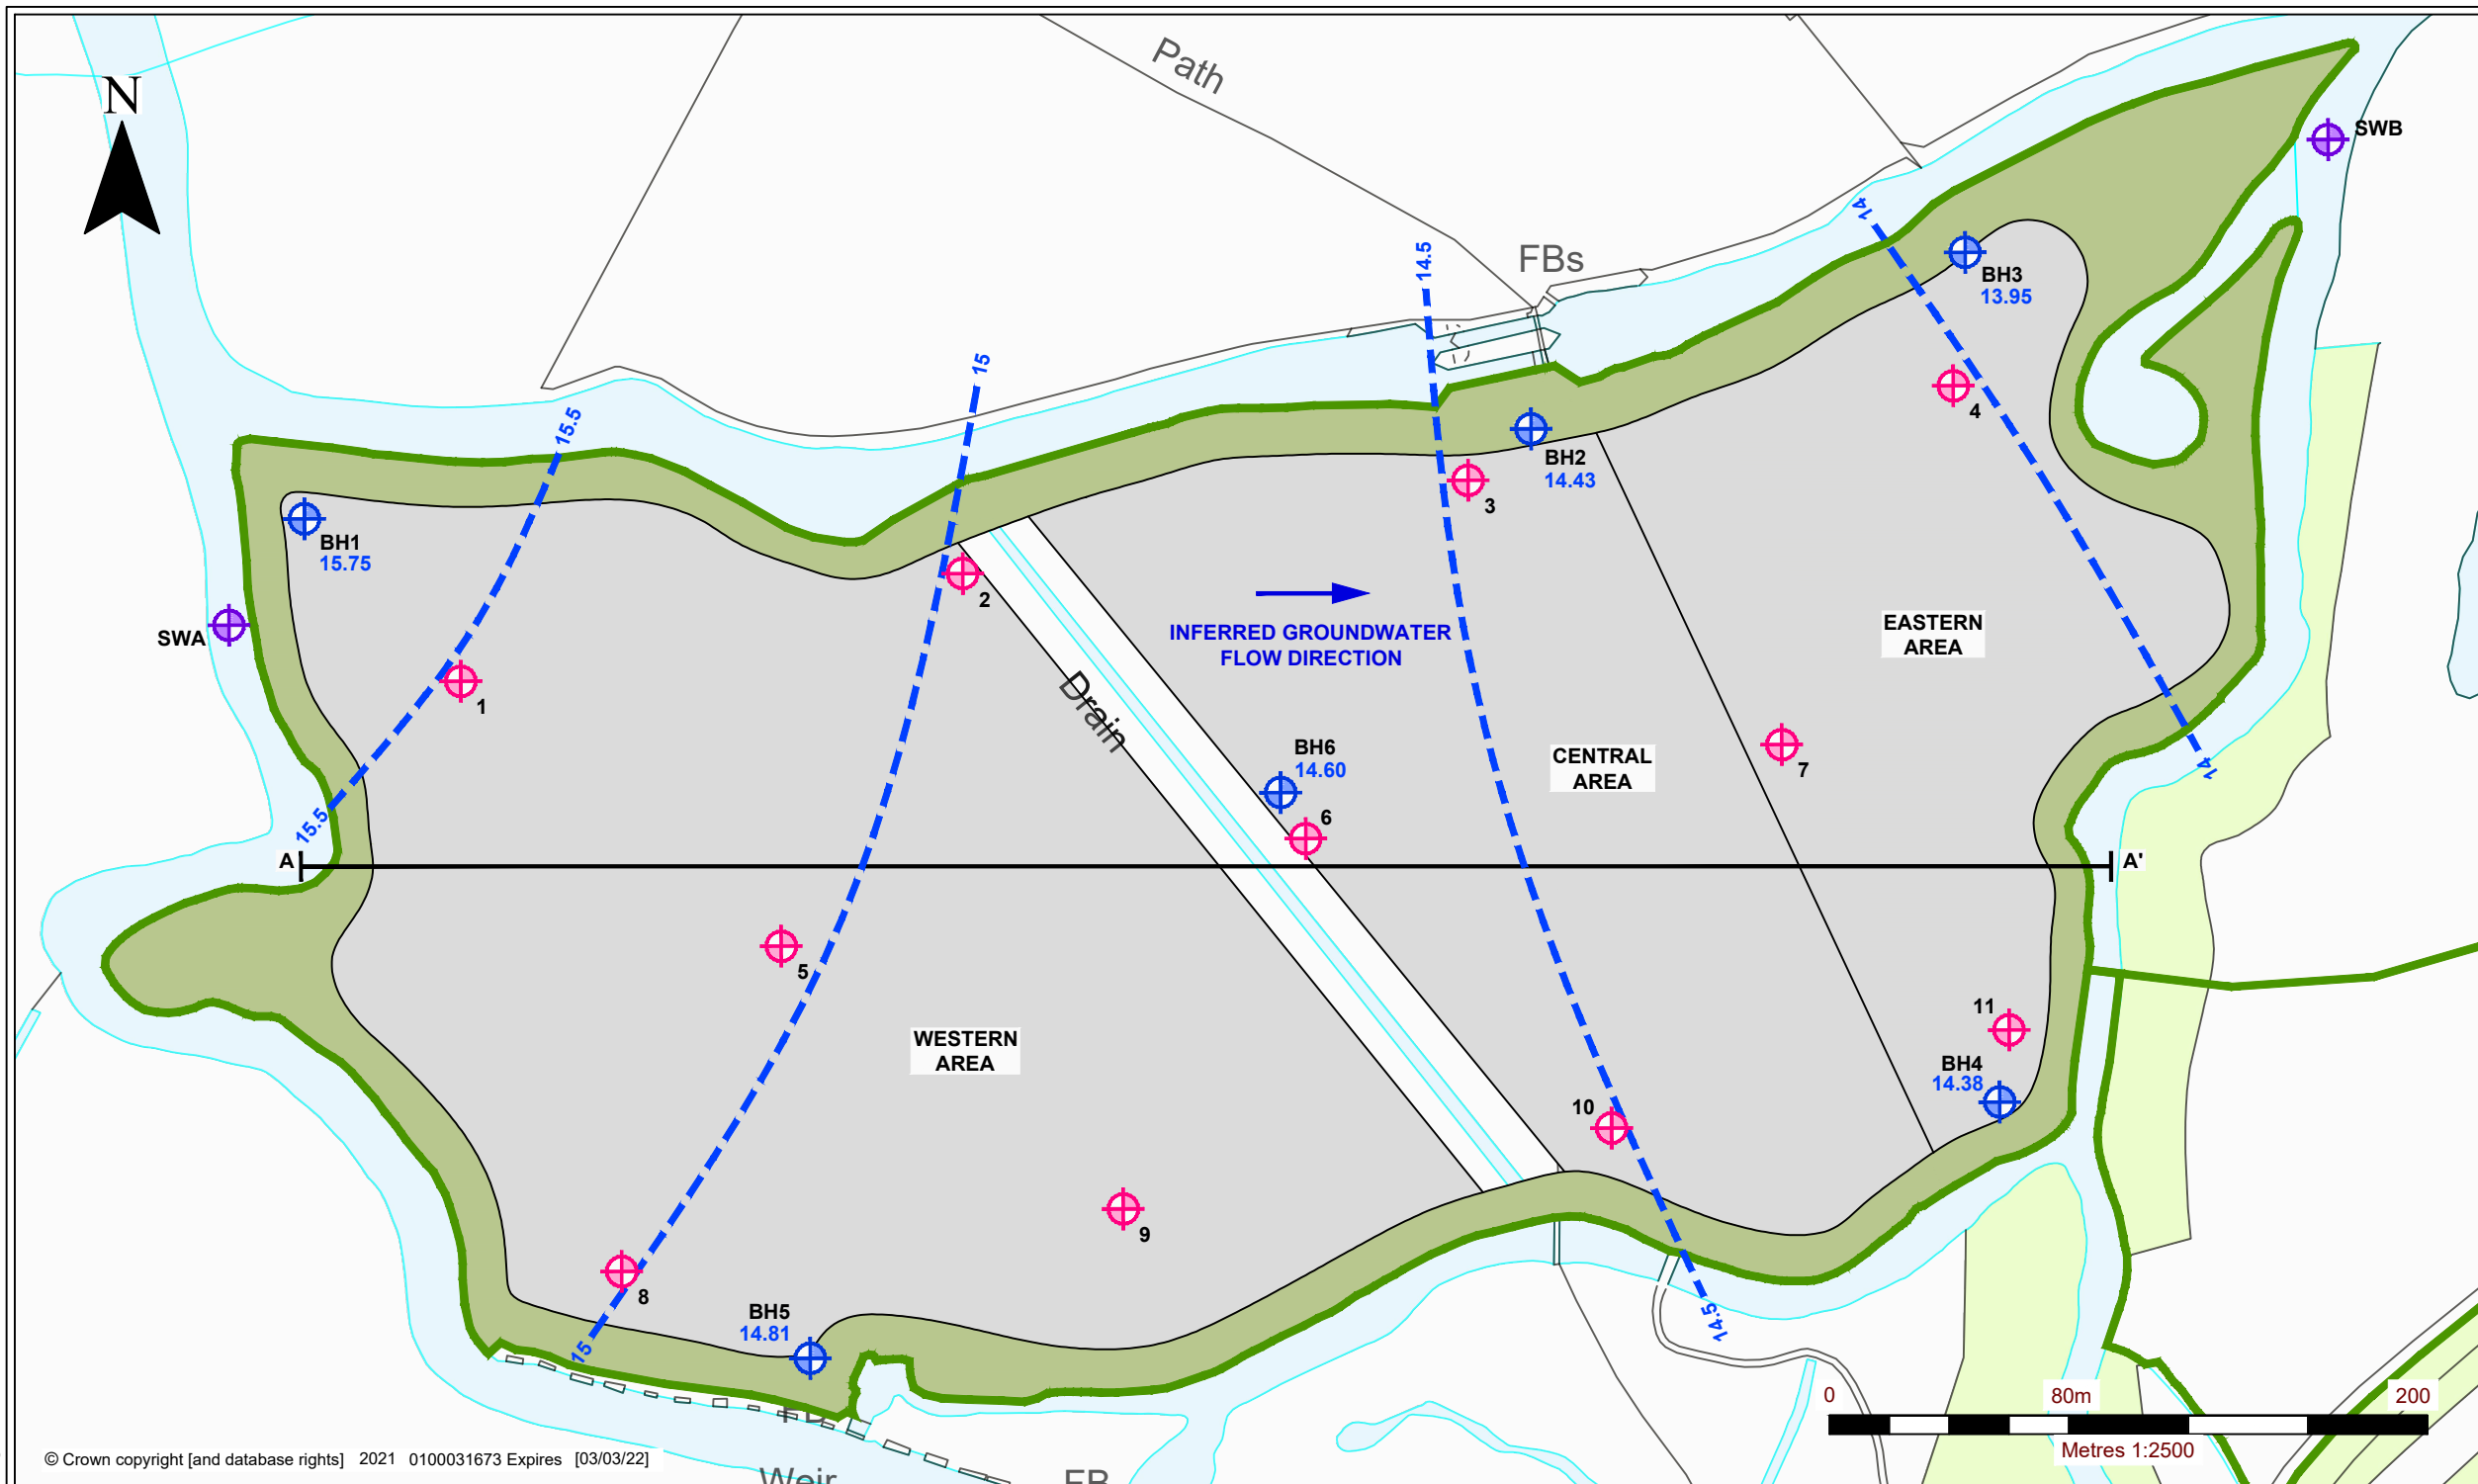 N
Path
SWB
14
14.5
FBs
BH3
13.95
15
15.5
4
BH2
14.43
3
BH1
15.75
2
INFERRED GROUNDWATER
FLOW DIRECTION
EASTERN
AREA
SWA
1
Drain
BH6
14.60
CENTRAL
AREA
7
14
15.5
6
A
A'
5
WESTERN
AREA
11
BH4
14.38
10
9
8
BH5
14.81
15
14.5
0
80m
200
FB
Metres 1:2500
© Crown copyright [and database rights] 2021 0100031673 Expires [03/03/22]
Weir
FB